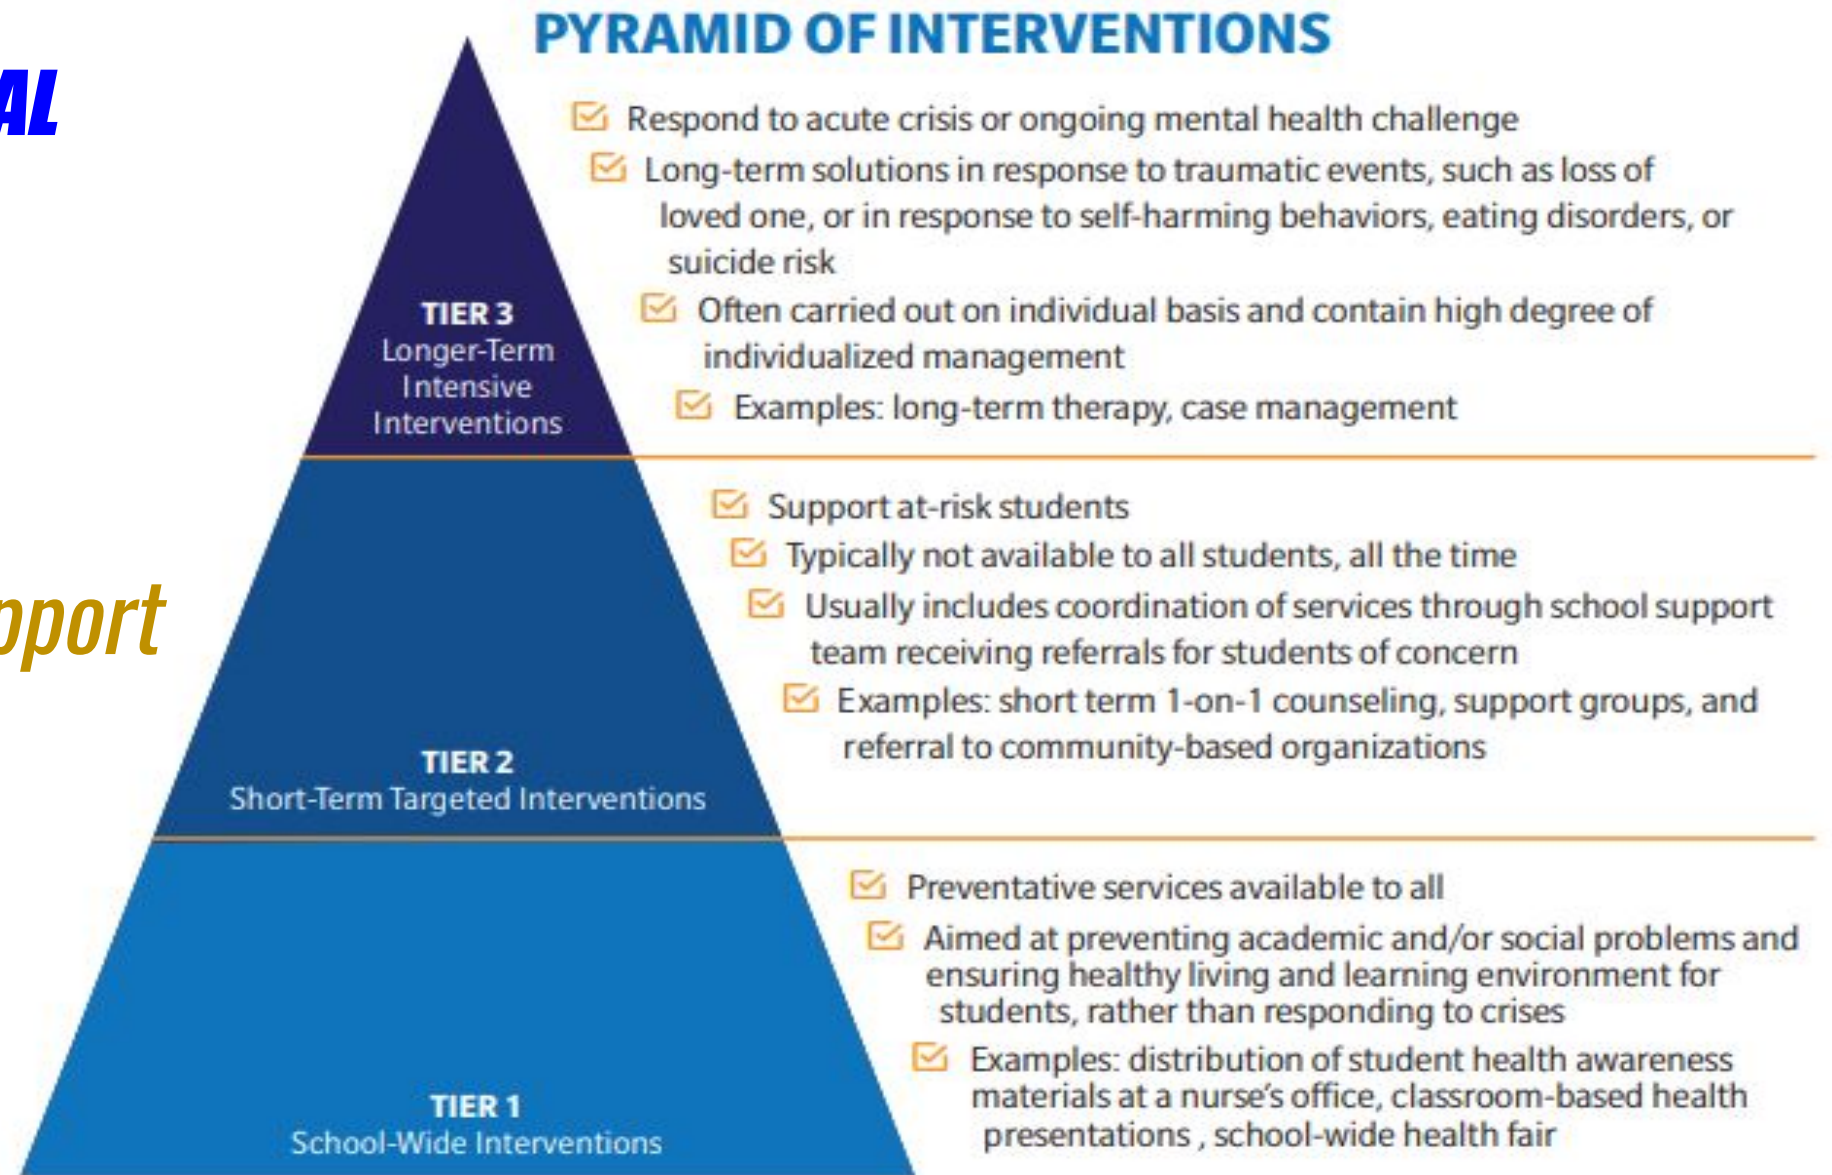 PYRAMID OF INTERVENTIONS
AL
Respond to acute crisis or ongoing mental health challenge
Long-term solutions in response to traumatic events, such as loss of
loved one, or in response to self-harming behaviors, eating disorders, or
suicide risk
Often carried out on individual basis and contain high degree of
individualized management
Examples: long-term therapy, case management
TIER 3
Longer-Term
Intensive
Interventions
Support at-risk students
Typically not available to all students, all the time
Usually includes coordination of services through school support
team receiving referrals for students of concern
Examples: short term 1-on-1 counseling, support groups, and
referral to community-based organizations
pport
TIER 2
Short-Term Targeted Interventions
Preventative services available to all
Aimed at preventing academic and/or social problems and
ensuring healthy living and learning environment for
students, rather than responding to crises
Examples: distribution of student health awareness
materials at a nurse's office, classroom-based health
presentations , school-wide health fair
TIER 1
School-Wide Interventions